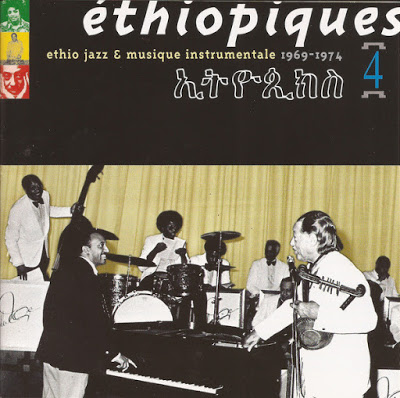 éthiopiques
ethio jazz & musique instrumentale 1969-1974
ኢትዮጲክስ
4